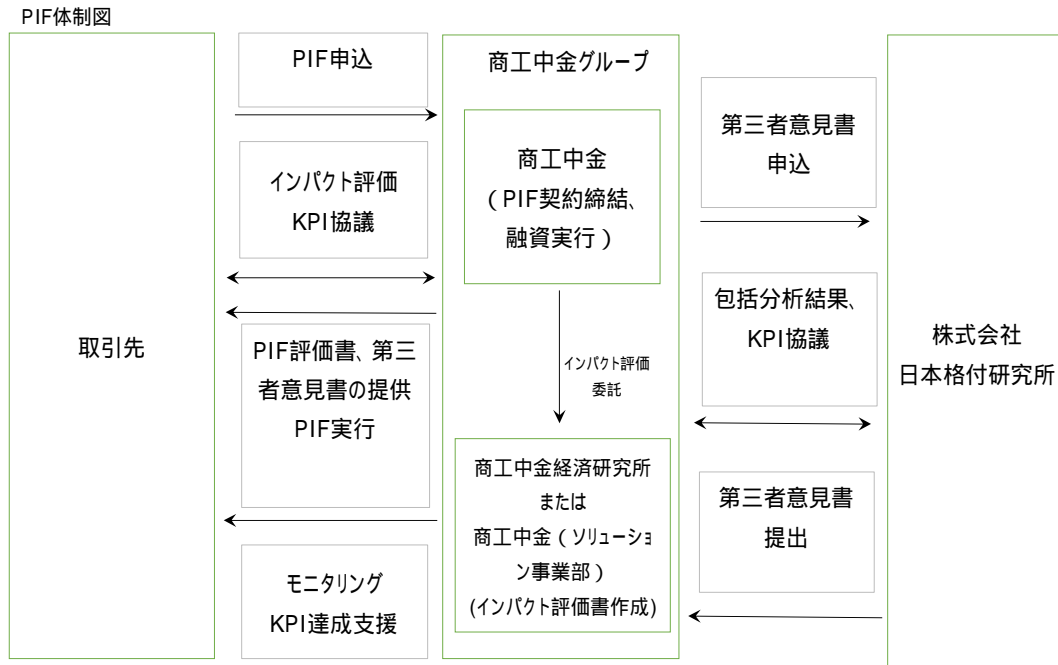 PIF体制図
取引先
PIF申込
インパクト評価
KPI協議
PIF評価書、第三
者意見書の提供
PIF実行
モニタリング
KPI達成支援
商工中金グループ
商工中金
（PIF契約締結、
融資実行）
インパクト評価
委託
商工中金経済研究所
または
商工中金（ソリューショ
ン事業部）
(インパクト評価書作成)
第三者意見書
申込
包括分析結果、
KPI協議
第三者意見書
提出
株式会社
日本格付研究所